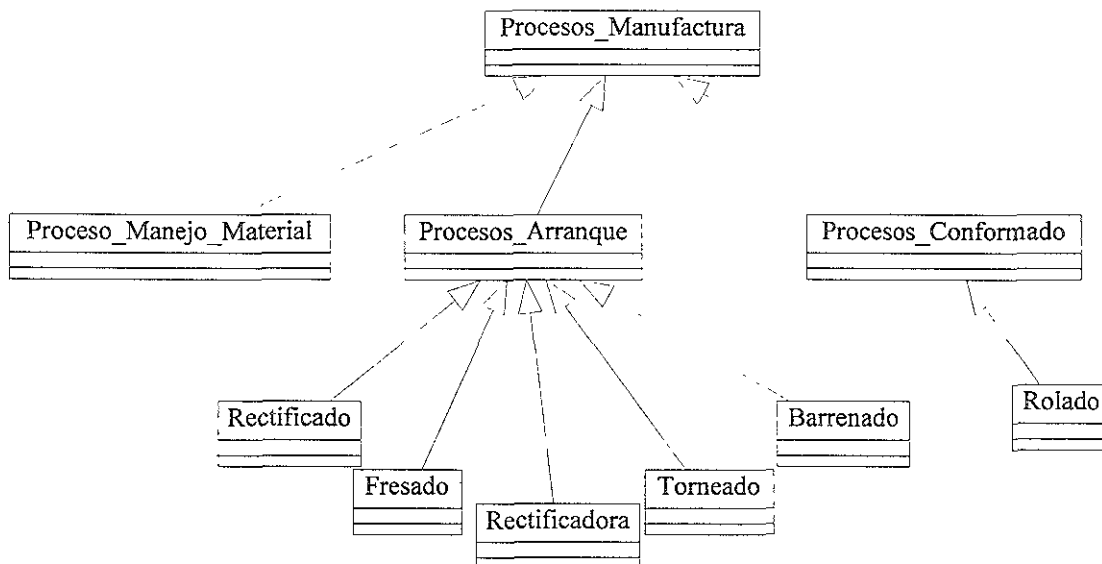 Procesos_Manufactura
Proceso_Manejo_Material
Procesos_Arranque
Procesos_Conformado
Rectificado
Barrenado
Rolado
Fresado
Torneado
Rectificadora